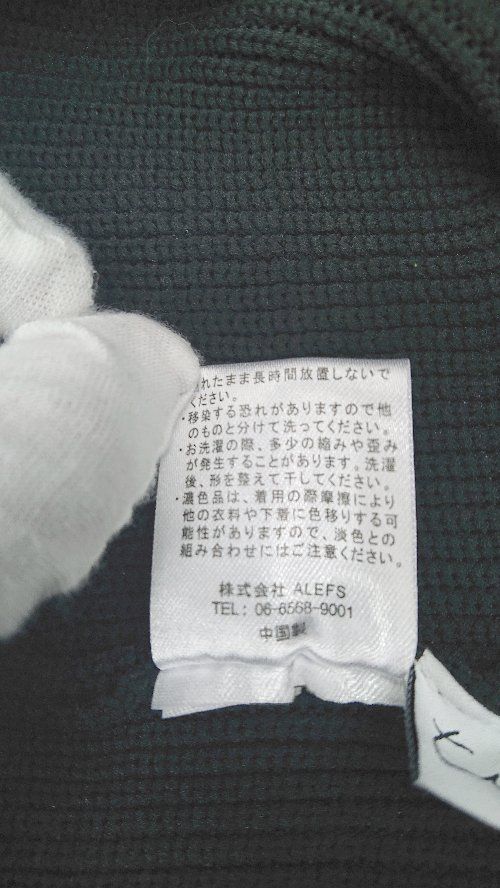 れたまま長時間放置しないで
ください。
・移染する恐れがありますので他
のものと分けて洗ってください。
・お洗濯の際、多少の縮みや歪み
が発生することがあります。洗濯
後、形を整えて干してください。
・濃色品は、着用の際摩擦により
他の衣料や下着に色移りする可
能性がありますので、淡色との
組み合わせにはご注意ください。
株式会社 ALEFS
TEL: 06-6568-9001
中国製